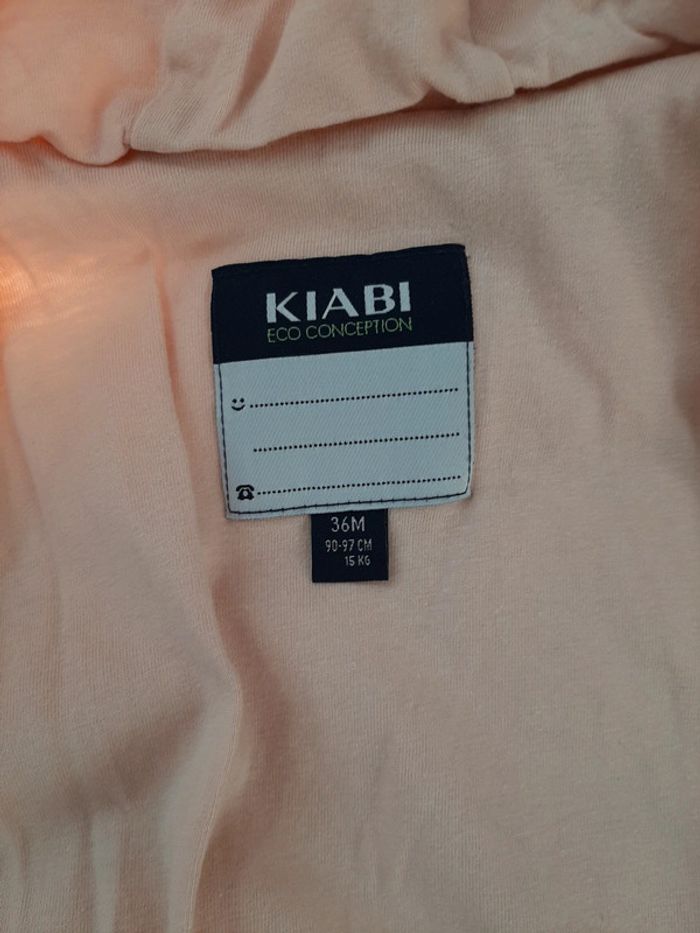 KIABI
ECO CONCEPTION
36M
90-97 CM
15 KG